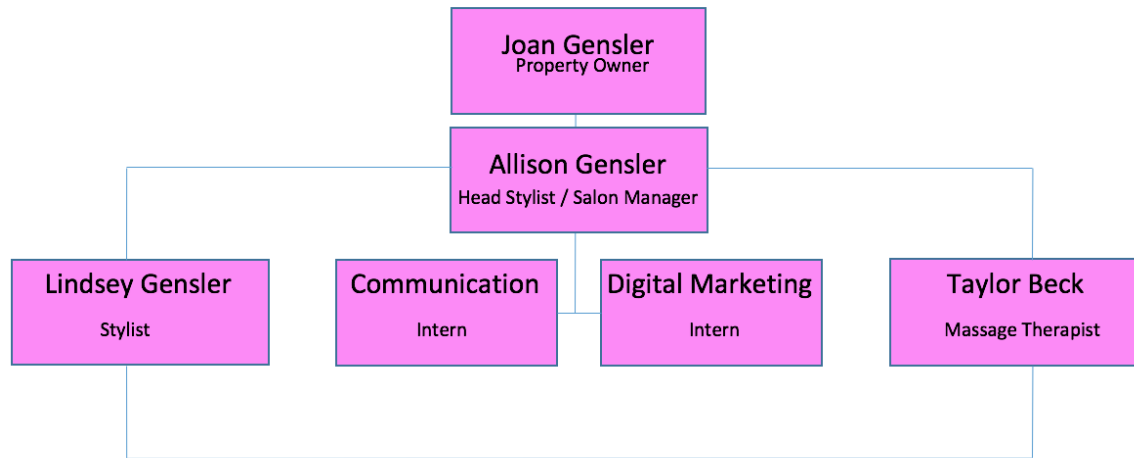 Joan Gensler
Property Owner
Allison Gensler
Head Stylist / Salon Manager
Lindsey Gensler
Stylist
Communication
Intern
Digital Marketing
Intern
Taylor Beck
Massage Therapist